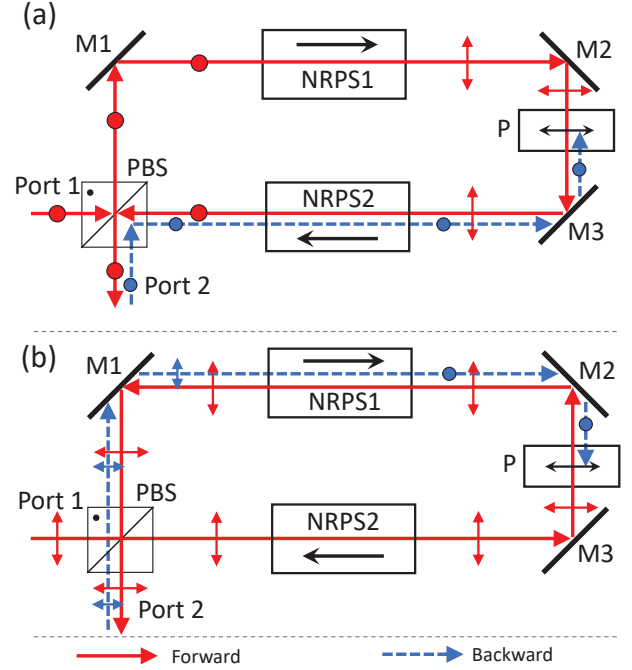 (a)
M1
M2
NRPS1
P
PBS
Port 1
NRPS2
M3
Port 2
(b)
M1
M2
NRPS1
P
PBS
Port 1
NRPS2
M3
Port 2
Forward
Backward